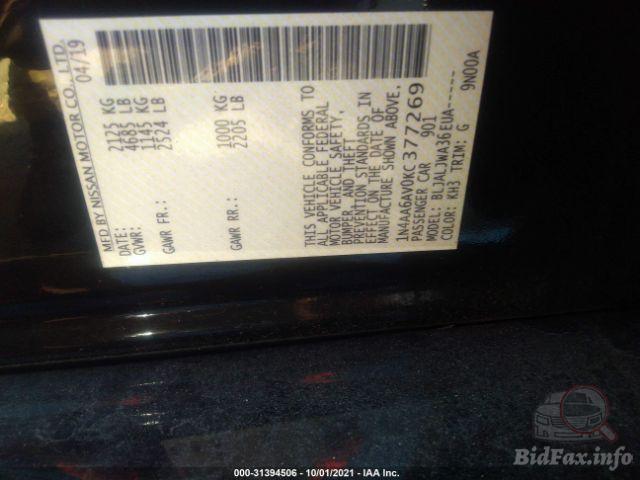 MFD BY NISSAN MOTOR CO., LTD.
DATE: 04/19
GVWR: 2125 KG
4685 LB
GAWR FR.: 1145 KG
2524 LB
GAWR RR.: 1000 KG
2205 LB
THIS VEHICLE CONFORMS TO
ALL APPLICABLE FEDERAL
MOTOR VEHICLE SAFETY,
BUMPER, AND THEFT
PREVENTION STANDARDS IN
EFFECT ON THE DATE OF
MANUFACTURE SHOWN ABOVE.
1N4AA6AV0KC377269
PASSENGER CAR 901
MODEL: BLJALJWA36EUA-----
COLOR: KH3 TRIM: G 9N00A
000-31394506 - 10/01/2021 - IAA Inc.
BidFax.info